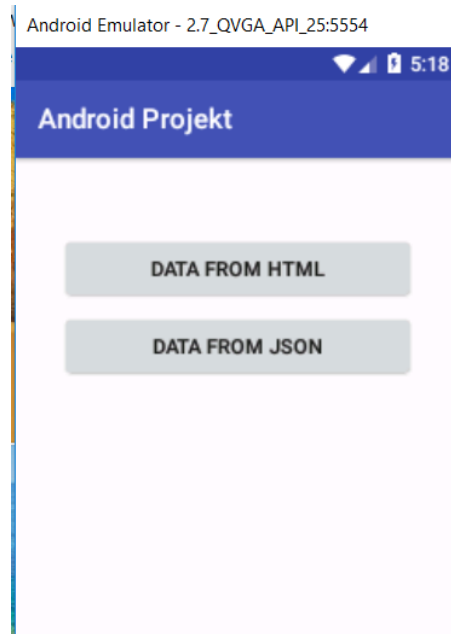 Android Emulator - 2.7_QVGA_API_25:5554
5:18
Android Projekt
DATA FROM HTML
DATA FROM JSON